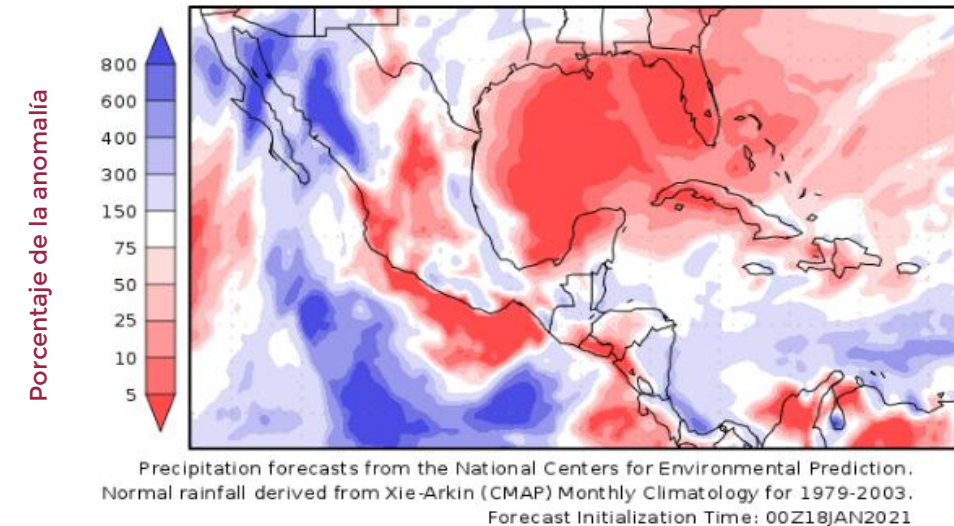 Porcentaje de la anomalía
800
600
400
300
150
75
50
25
10
5
Precipitation forecasts from the National Centers for Environmental Prediction.
Normal rainfall derived from Xie-Arkin (CMAP) Monthly Climatology for 1979-2003.
Forecast Initialization Time: 00Z18JAN2021